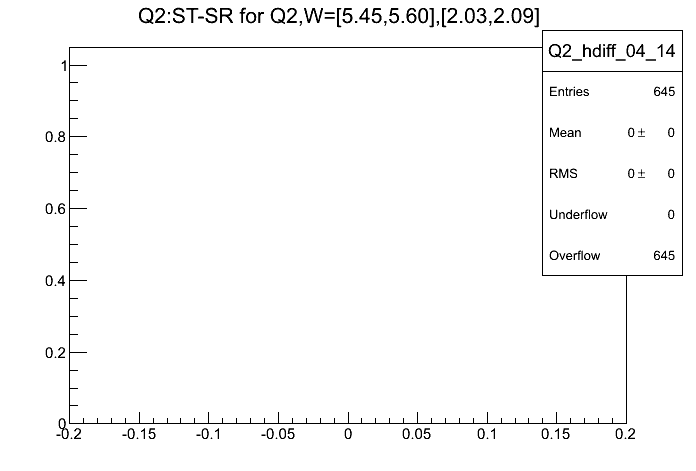 Q2:ST-SR for Q2,W=[5.45,5.60],[2.03,2.09]
Q2_hdiff_04_14
Entries 645
Mean 0 ± 0
RMS 0 ± 0
Underflow 0
Overflow 645
1
0.8
0.6
0.4
0.2
0
-0.2 -0.15 -0.1 -0.05 0 0.05 0.1 0.15 0.2